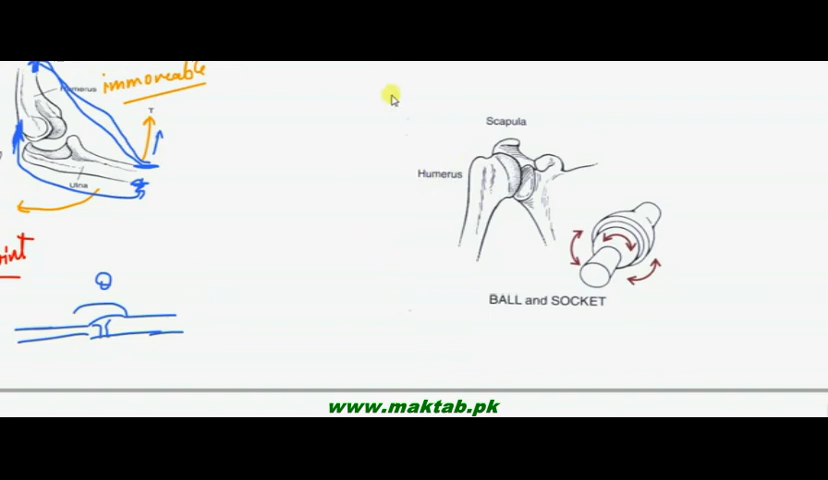 immoveable
Humerus
T
Ulna
Scapula
Humerus
BALL and SOCKET
www.maktab.pk